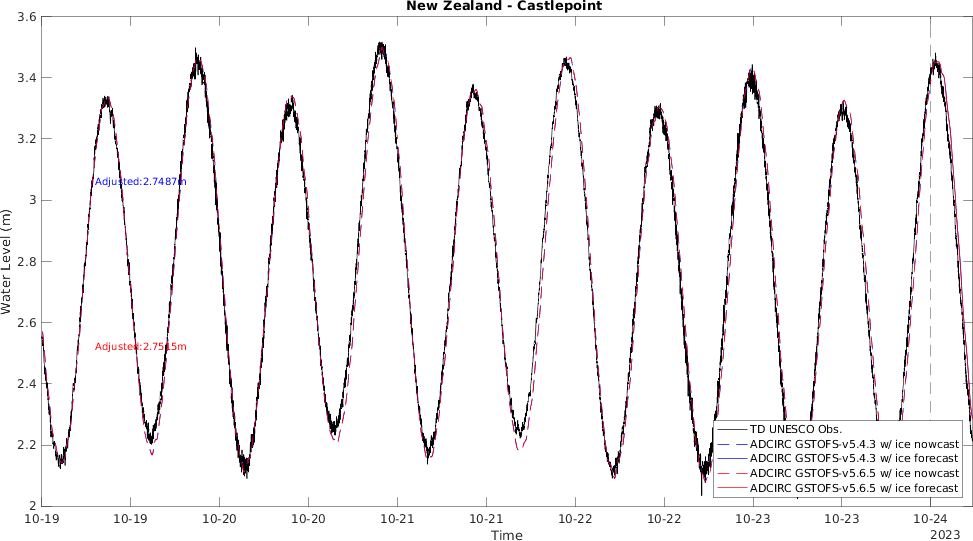 New Zealand - Castlepoint
3.6
3.4
3.2
3
2.8
2.6
2.4
2.2
2
Water Level (m)
Adjusted:2.7487m
Adjusted:2.7515m
TD UNESCO Obs.
ADCIRC GSTOFS-v5.4.3 w/ ice nowcast
ADCIRC GSTOFS-v5.4.3 w/ ice forecast
ADCIRC GSTOFS-v5.6.5 w/ ice nowcast
ADCIRC GSTOFS-v5.6.5 w/ ice forecast
10-19 10-19 10-20 10-20 10-21 10-21 10-22 10-22 10-23 10-23 10-24
Time
2023